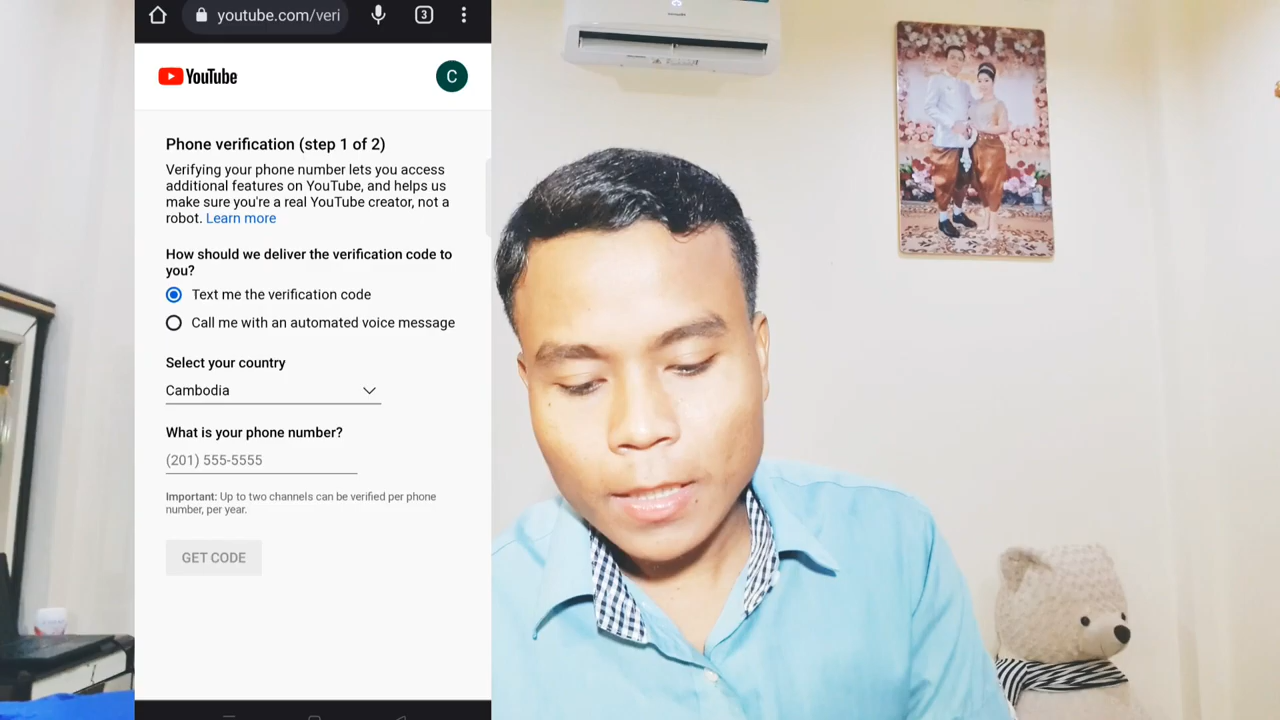 youtube.com/veri
3
YouTube
C
Phone verification (step 1 of 2)
Verifying your phone number lets you access
additional features on YouTube, and helps us
make sure you're a real YouTube creator, not a
robot. Learn more
How should we deliver the verification code to
you?
Text me the verification code
Call me with an automated voice message
Select your country
Cambodia
What is your phone number?
(201) 555-5555
Important: Up to two channels can be verified per phone
number, per year.
GET CODE